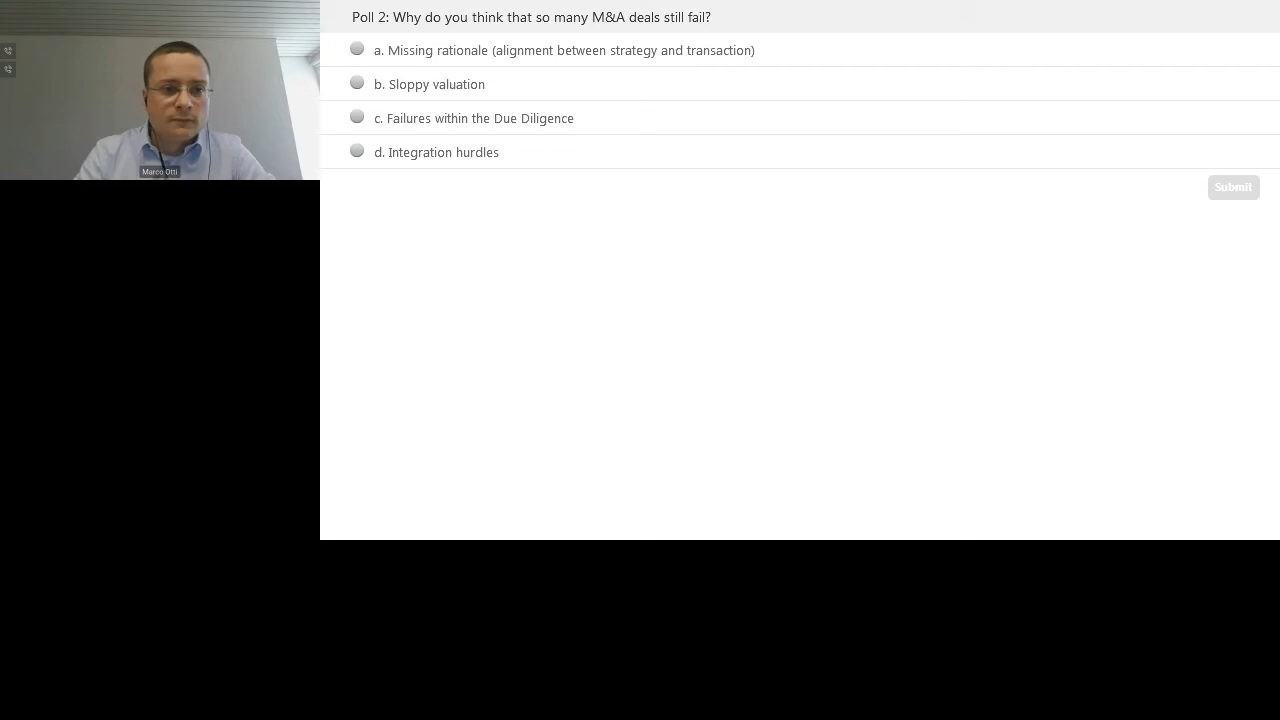 Marco Otti
Poll 2: Why do you think that so many M&A deals still fail?
a. Missing rationale (alignment between strategy and transaction)
b. Sloppy valuation
c. Failures within the Due Diligence
d. Integration hurdles
Submit